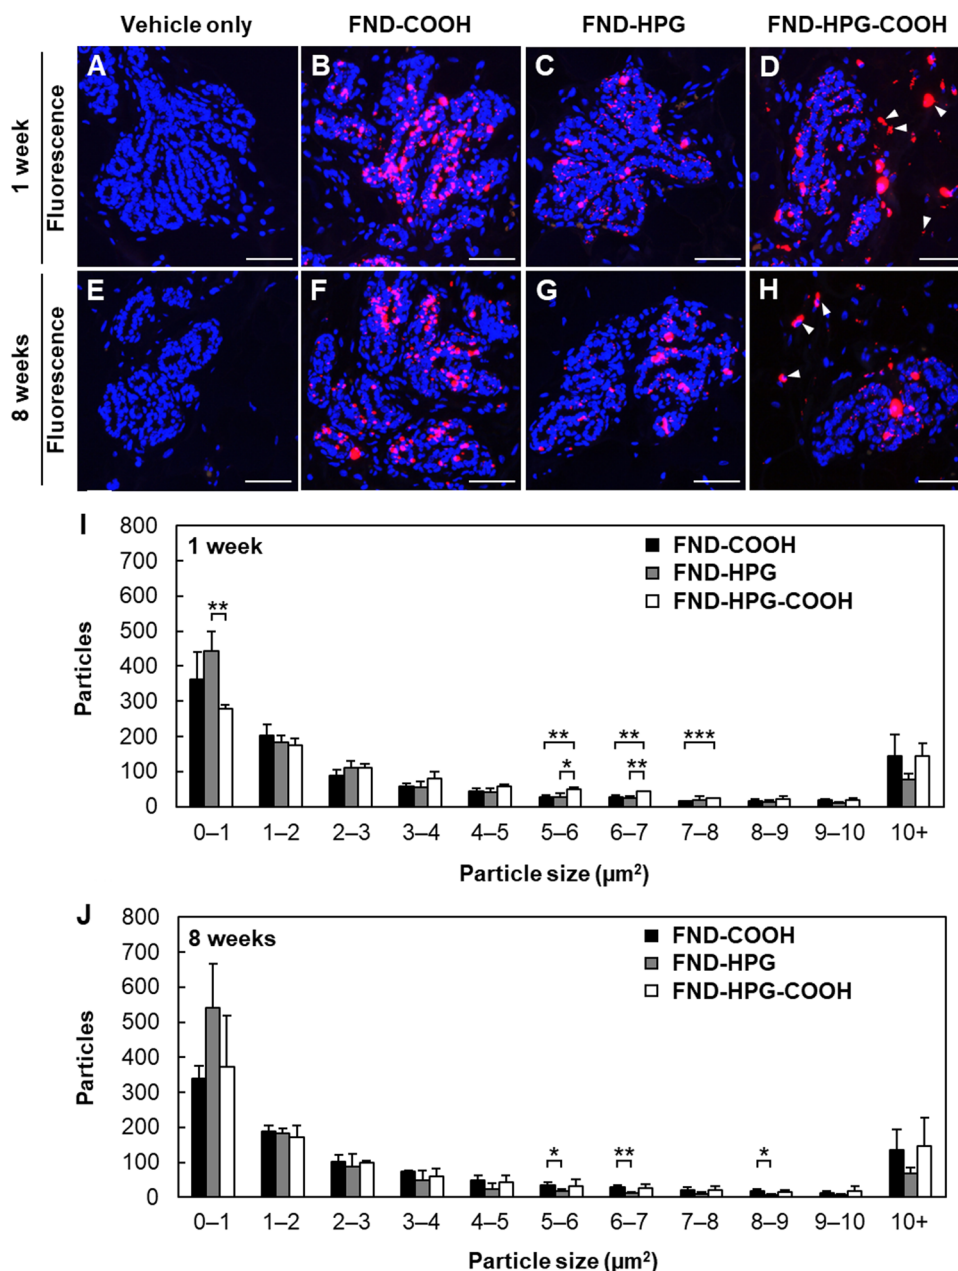 Vehicle only FND-COOH FND-HPG FND-HPG-COOH
1 week
Fluorescence
A B C D
8 weeks
Fluorescence
E F G H
I
1 week
FND-COOH
FND-HPG
FND-HPG-COOH
Particles
800
700
600
500
400
300
200
100
0
**
** ** ***
* **
0–1 1–2 2–3 3–4 4–5 5–6 6–7 7–8 8–9 9–10 10+
Particle size (µm²)
J
8 weeks
FND-COOH
FND-HPG
FND-HPG-COOH
Particles
800
700
600
500
400
300
200
100
0
* ** *
0–1 1–2 2–3 3–4 4–5 5–6 6–7 7–8 8–9 9–10 10+
Particle size (µm²)